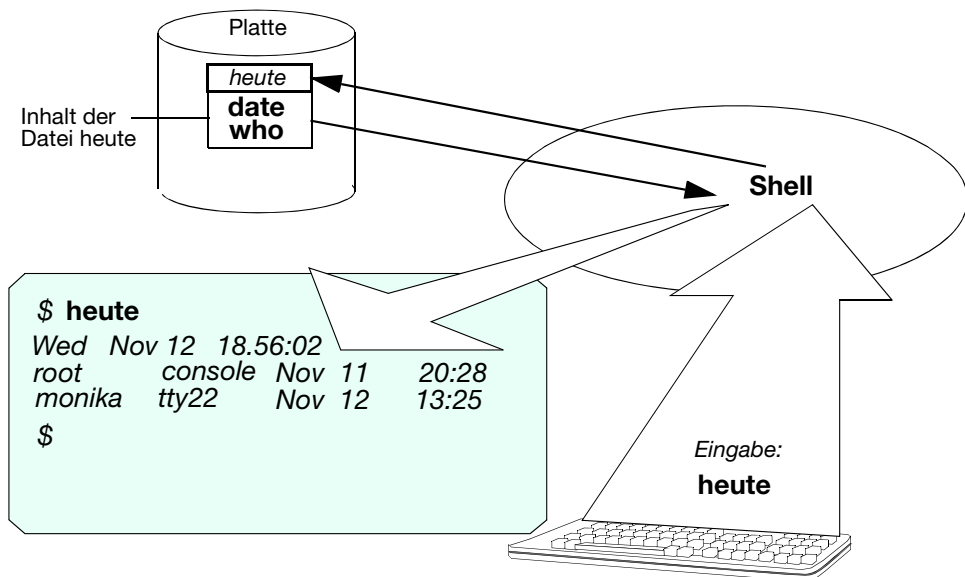 Platte
heute
date
who
Inhalt der
Datei heute
Shell
$ heute
Wed Nov 12 18.56:02
root console Nov 11 20:28
monika tty22 Nov 12 13:25
$
Eingabe:
heute